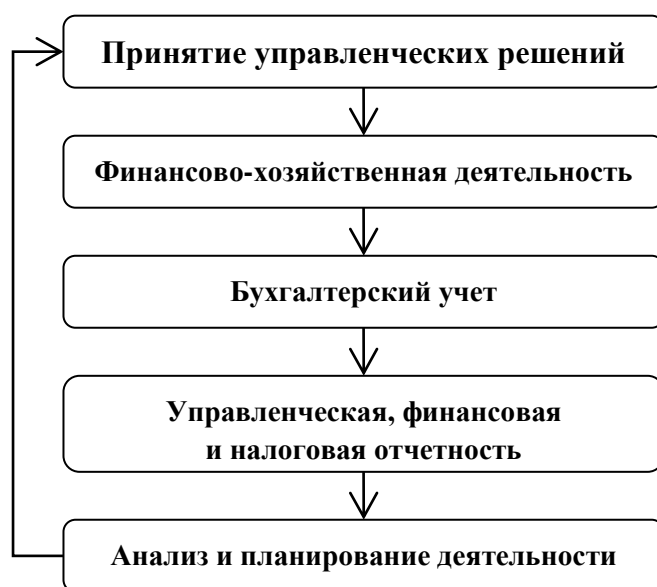 Принятие управленческих решений
Финансово-хозяйственная деятельность
Бухгалтерский учет
Управленческая, финансовая
и налоговая отчетность
Анализ и планирование деятельности